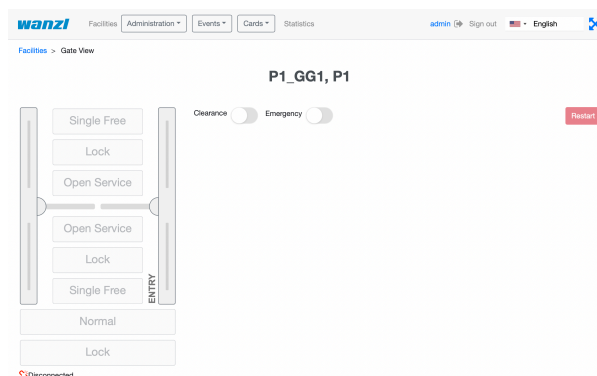 wanzl Facilities Administration Events Cards Statistics admin Sign out English
Facilities > Gate View
P1_GG1, P1
Clearance Emergency Restart
Single Free
Lock
Open Service
Open Service
Lock
Single Free
ENTRY
Normal
Lock
Disconnected